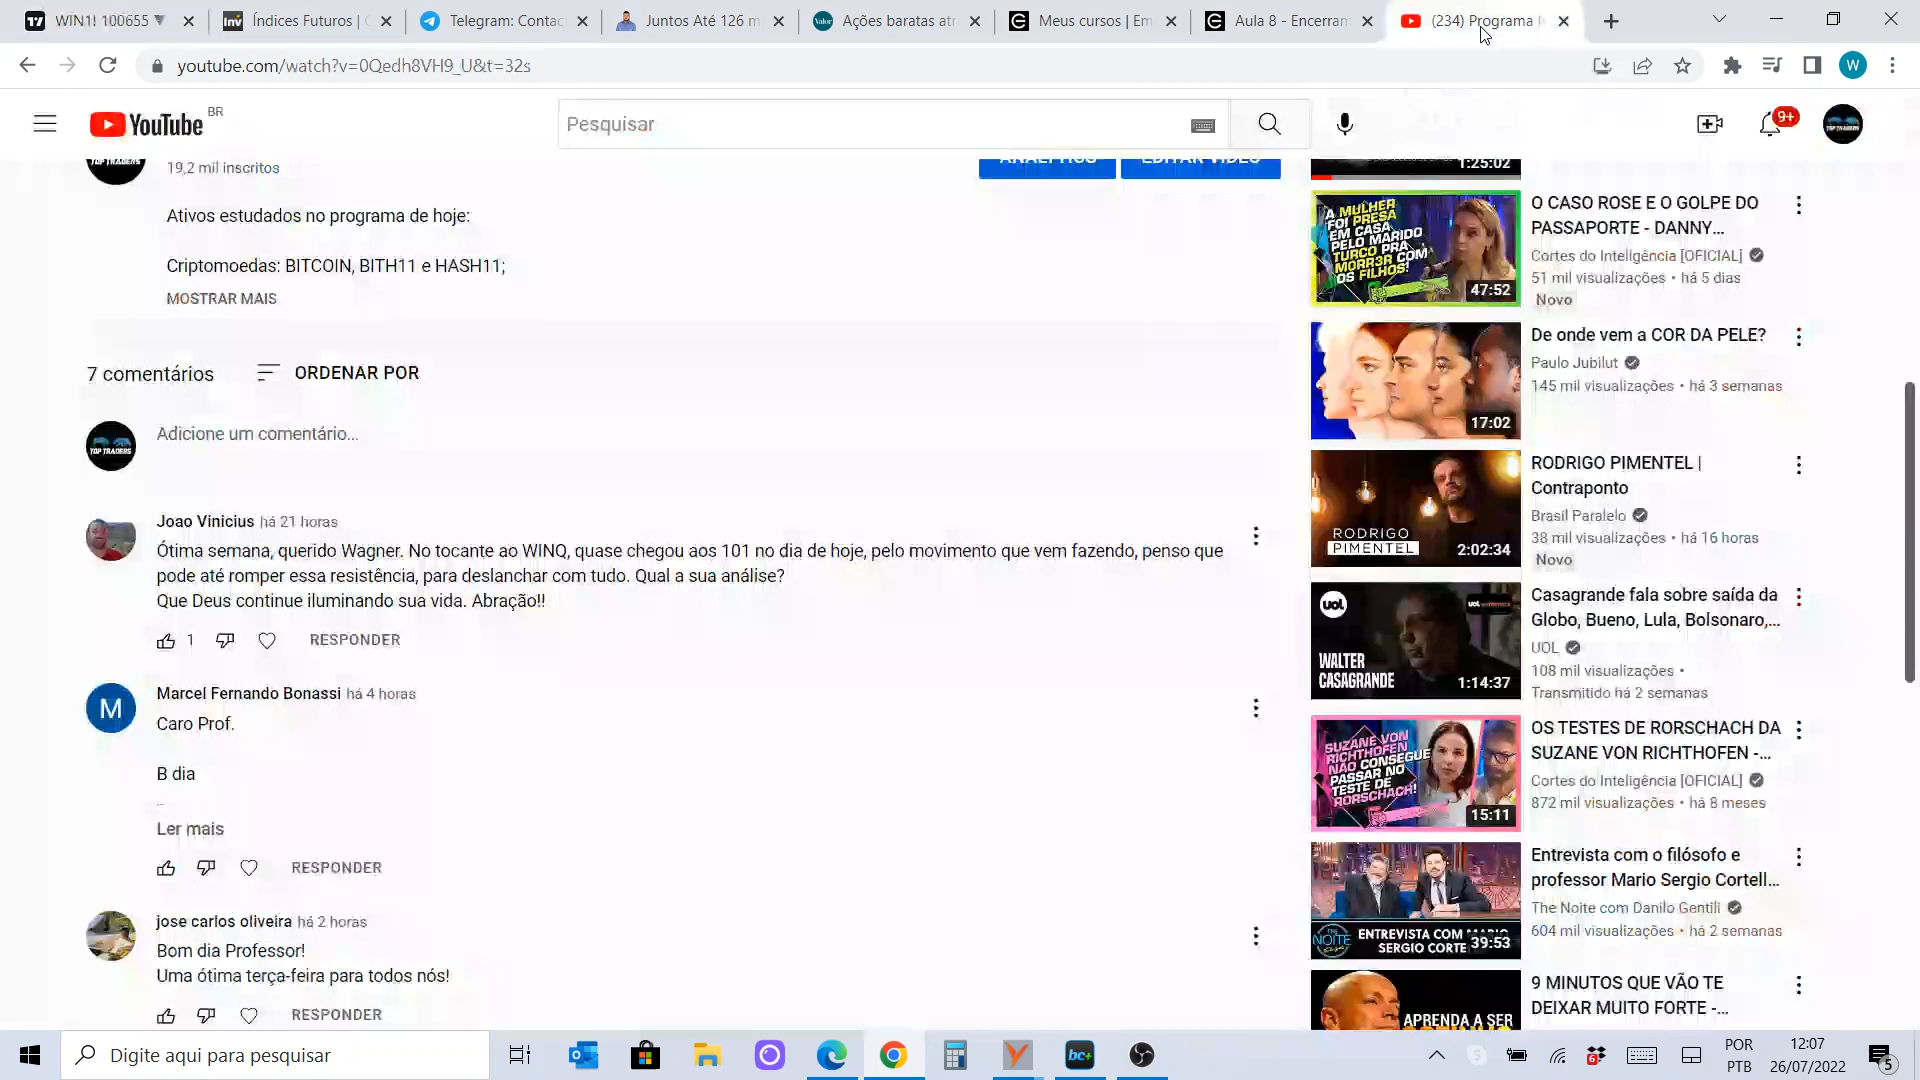 WIN1! 100655 ▼
Índices Futuros |
Telegram: Contac
Juntos Até 126 m
Ações baratas atr
Meus cursos | Em
Aula 8 - Encerram
(234) Programa
youtube.com/watch?v=0Qedh8VH9_U&t=32s
W
YouTube BR
Pesquisar
9+
TOP TRADERS
19,2 mil inscritos
ANALYTICS
EDITAR VÍDEO
Ativos estudados no programa de hoje:
Criptomoedas: BITCOIN, BITH11 e HASH11;
MOSTRAR MAIS
7 comentários
ORDENAR POR
TOP TRADERS
Adicione um comentário...
Joao Vinicius há 21 horas
Ótima semana, querido Wagner. No tocante ao WINQ, quase chegou aos 101 no dia de hoje, pelo movimento que vem fazendo, penso que
pode até romper essa resistência, para deslanchar com tudo. Qual a sua análise?
Que Deus continue iluminando sua vida. Abração!!
1
RESPONDER
M
Marcel Fernando Bonassi há 4 horas
Caro Prof.
B dia
...
Ler mais
RESPONDER
jose carlos oliveira há 2 horas
Bom dia Professor!
Uma ótima terça-feira para todos nós!
RESPONDER
1:25:02
A MULHER
FOI PRESA
EM CASA
PELO MARIDO
TURCO PRA
MORR3R COM
OS FILHOS!
47:52
O CASO ROSE E O GOLPE DO
PASSAPORTE - DANNY...
Cortes do Inteligência [OFICIAL]
51 mil visualizações • há 5 dias
Novo
17:02
De onde vem a COR DA PELE?
Paulo Jubilut
145 mil visualizações • há 3 semanas
RODRIGO
PIMENTEL
2:02:34
RODRIGO PIMENTEL |
Contraponto
Brasil Paralelo
38 mil visualizações • há 16 horas
Novo
UOL
WALTER
CASAGRANDE
1:14:37
Casagrande fala sobre saída da
Globo, Bueno, Lula, Bolsonaro,...
UOL
108 mil visualizações •
Transmitido há 2 semanas
SUZANE VON
RICHTHOFEN
NÃO CONSEGUE
PASSAR NO
TESTE DE
RORSCHACH!
15:11
OS TESTES DE RORSCHACH DA
SUZANE VON RICHTHOFEN -...
Cortes do Inteligência [OFICIAL]
872 mil visualizações • há 8 meses
THE NOITE
ENTREVISTA COM MARIO
SERGIO CORTE
39:53
Entrevista com o filósofo e
professor Mario Sergio Cortell...
The Noite com Danilo Gentili
604 mil visualizações • há 2 semanas
APRENDA A SER
9 MINUTOS QUE VÃO TE
DEIXAR MUITO FORTE -...
Digite aqui para pesquisar
bc+
6
POR
PTB
12:07
26/07/2022
5